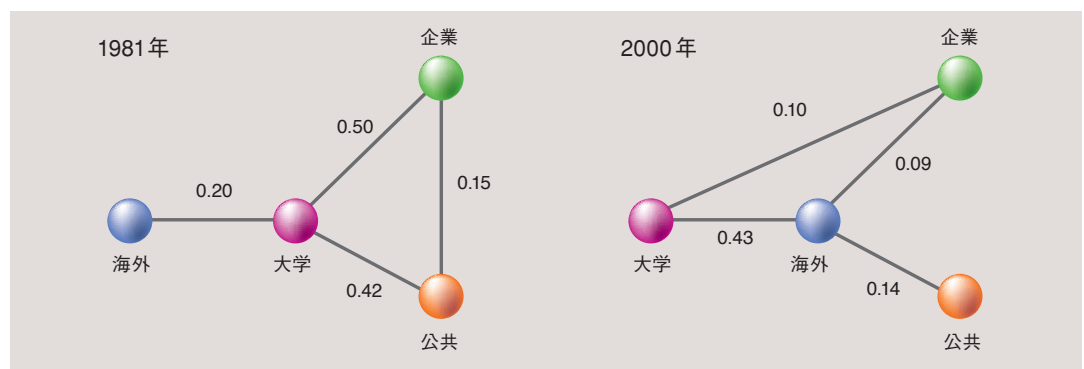 1981年
企業
0.50
0.15
0.20
海外
大学
0.42
公共
2000年
企業
0.10
0.09
大学
0.43
海外
0.14
公共